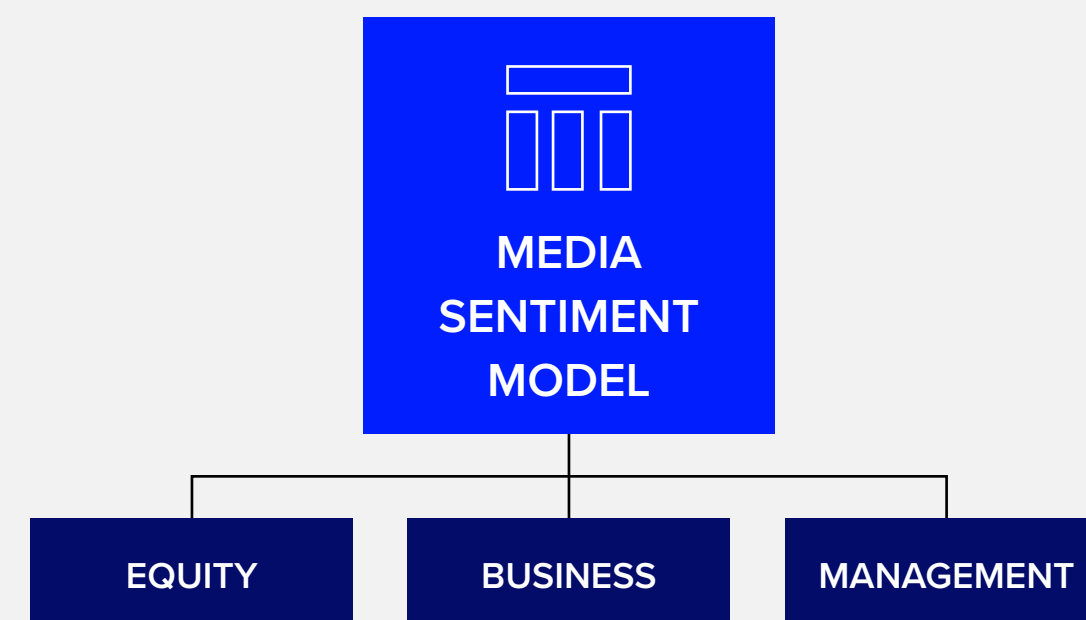 MEDIA
SENTIMENT
MODEL
EQUITY
BUSINESS
MANAGEMENT